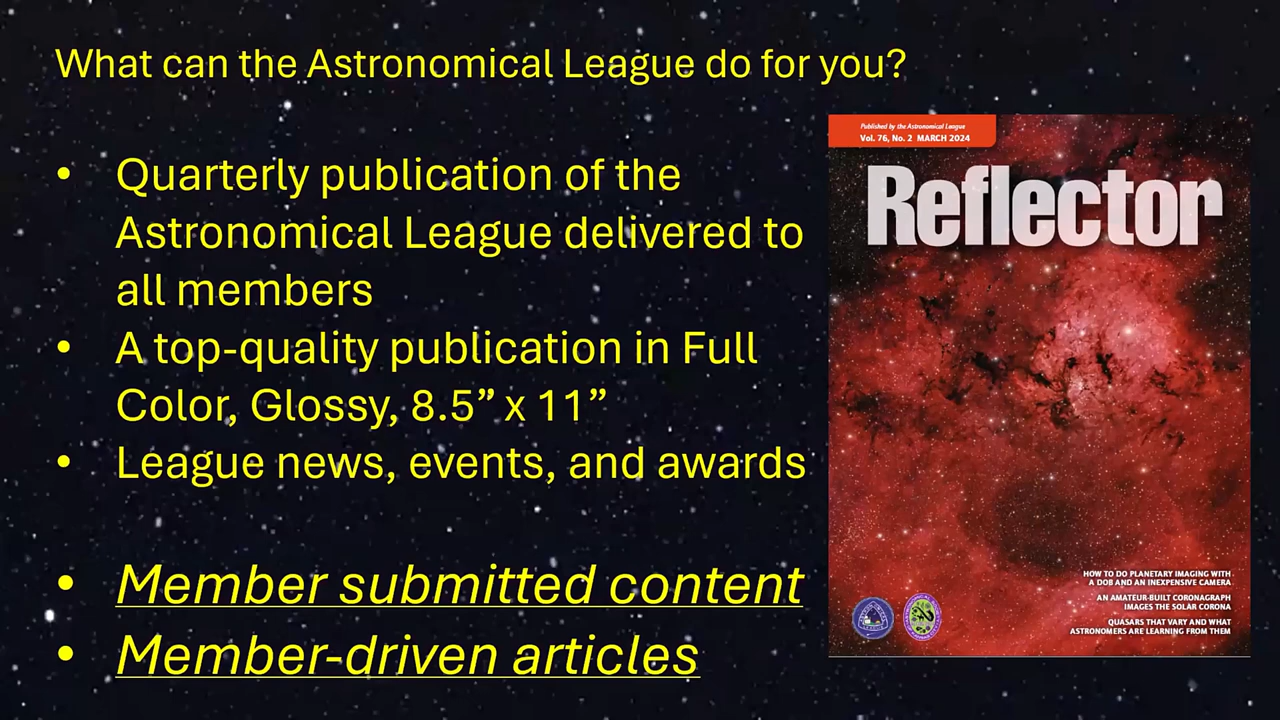 What can the Astronomical League do for you?
• Quarterly publication of the
Astronomical League delivered to
all members
• A top-quality publication in Full
Color, Glossy, 8.5” x 11”
• League news, events, and awards
• Member submitted content
• Member-driven articles
Published by the Astronomical League
Vol. 76, No. 2 MARCH 2024
Reflector
HOW TO DO PLANETARY IMAGING WITH
A DOB AND AN INEXPENSIVE CAMERA
AN AMATEUR-BUILT CORONAGRAPH
IMAGES THE SOLAR CORONA
QUASARS THAT VARY AND WHAT
ASTRONOMERS ARE LEARNING FROM THEM